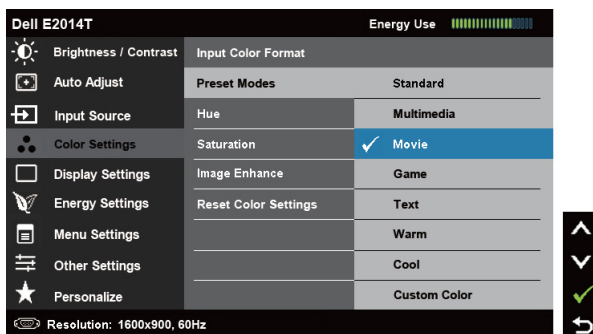 Dell E2014T
Energy Use
Brightness / Contrast
Input Color Format
Auto Adjust
Preset Modes
Standard
Input Source
Hue
Multimedia
Color Settings
Saturation
Movie
Display Settings
Image Enhance
Game
Energy Settings
Reset Color Settings
Text
Menu Settings
Warm
Other Settings
Cool
Personalize
Custom Color
Resolution: 1600x900, 60Hz